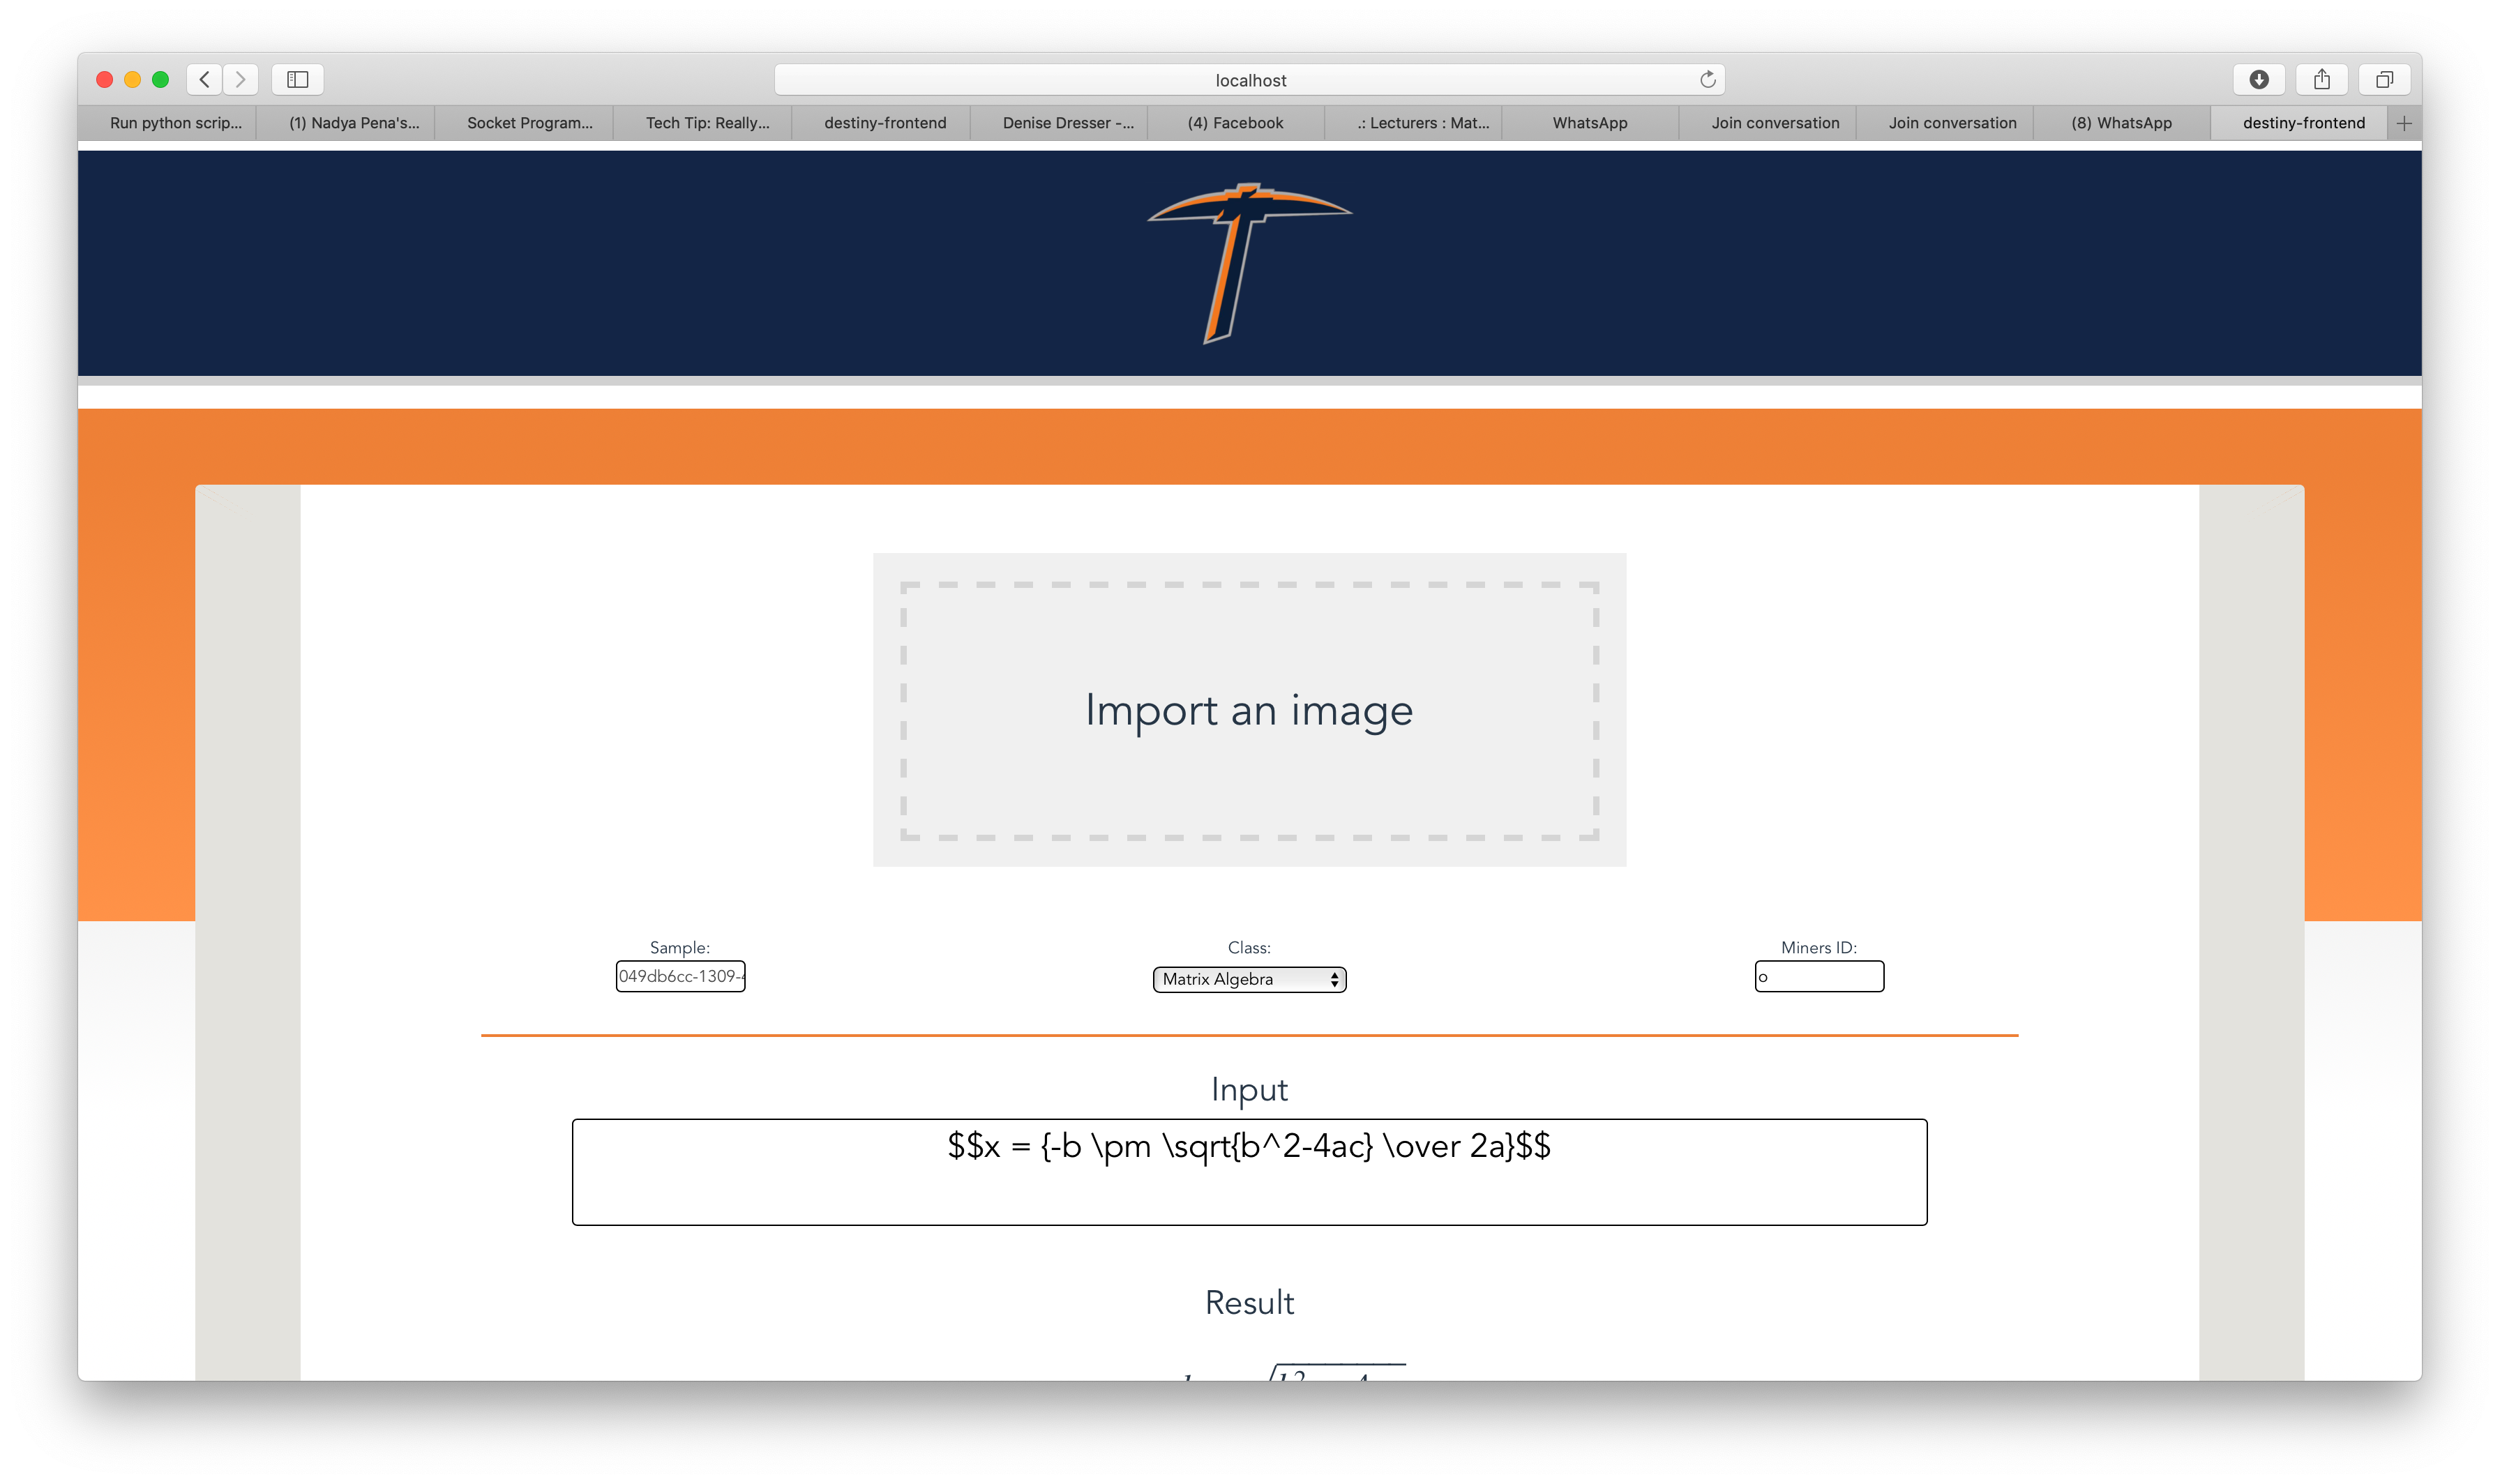 localhost
Run python scrip...
(1) Nadya Pena's...
Socket Program...
Tech Tip: Really...
destiny-frontend
Denise Dresser -...
(4) Facebook
.: Lecturers : Mat...
WhatsApp
Join conversation
Join conversation
(8) WhatsApp
destiny-frontend
Import an image
Sample:
049db6cc-1309-
Class:
Matrix Algebra
Miners ID:
o
Input
$$x = {-b \pm \sqrt{b^2-4ac} \over 2a}$$
Result